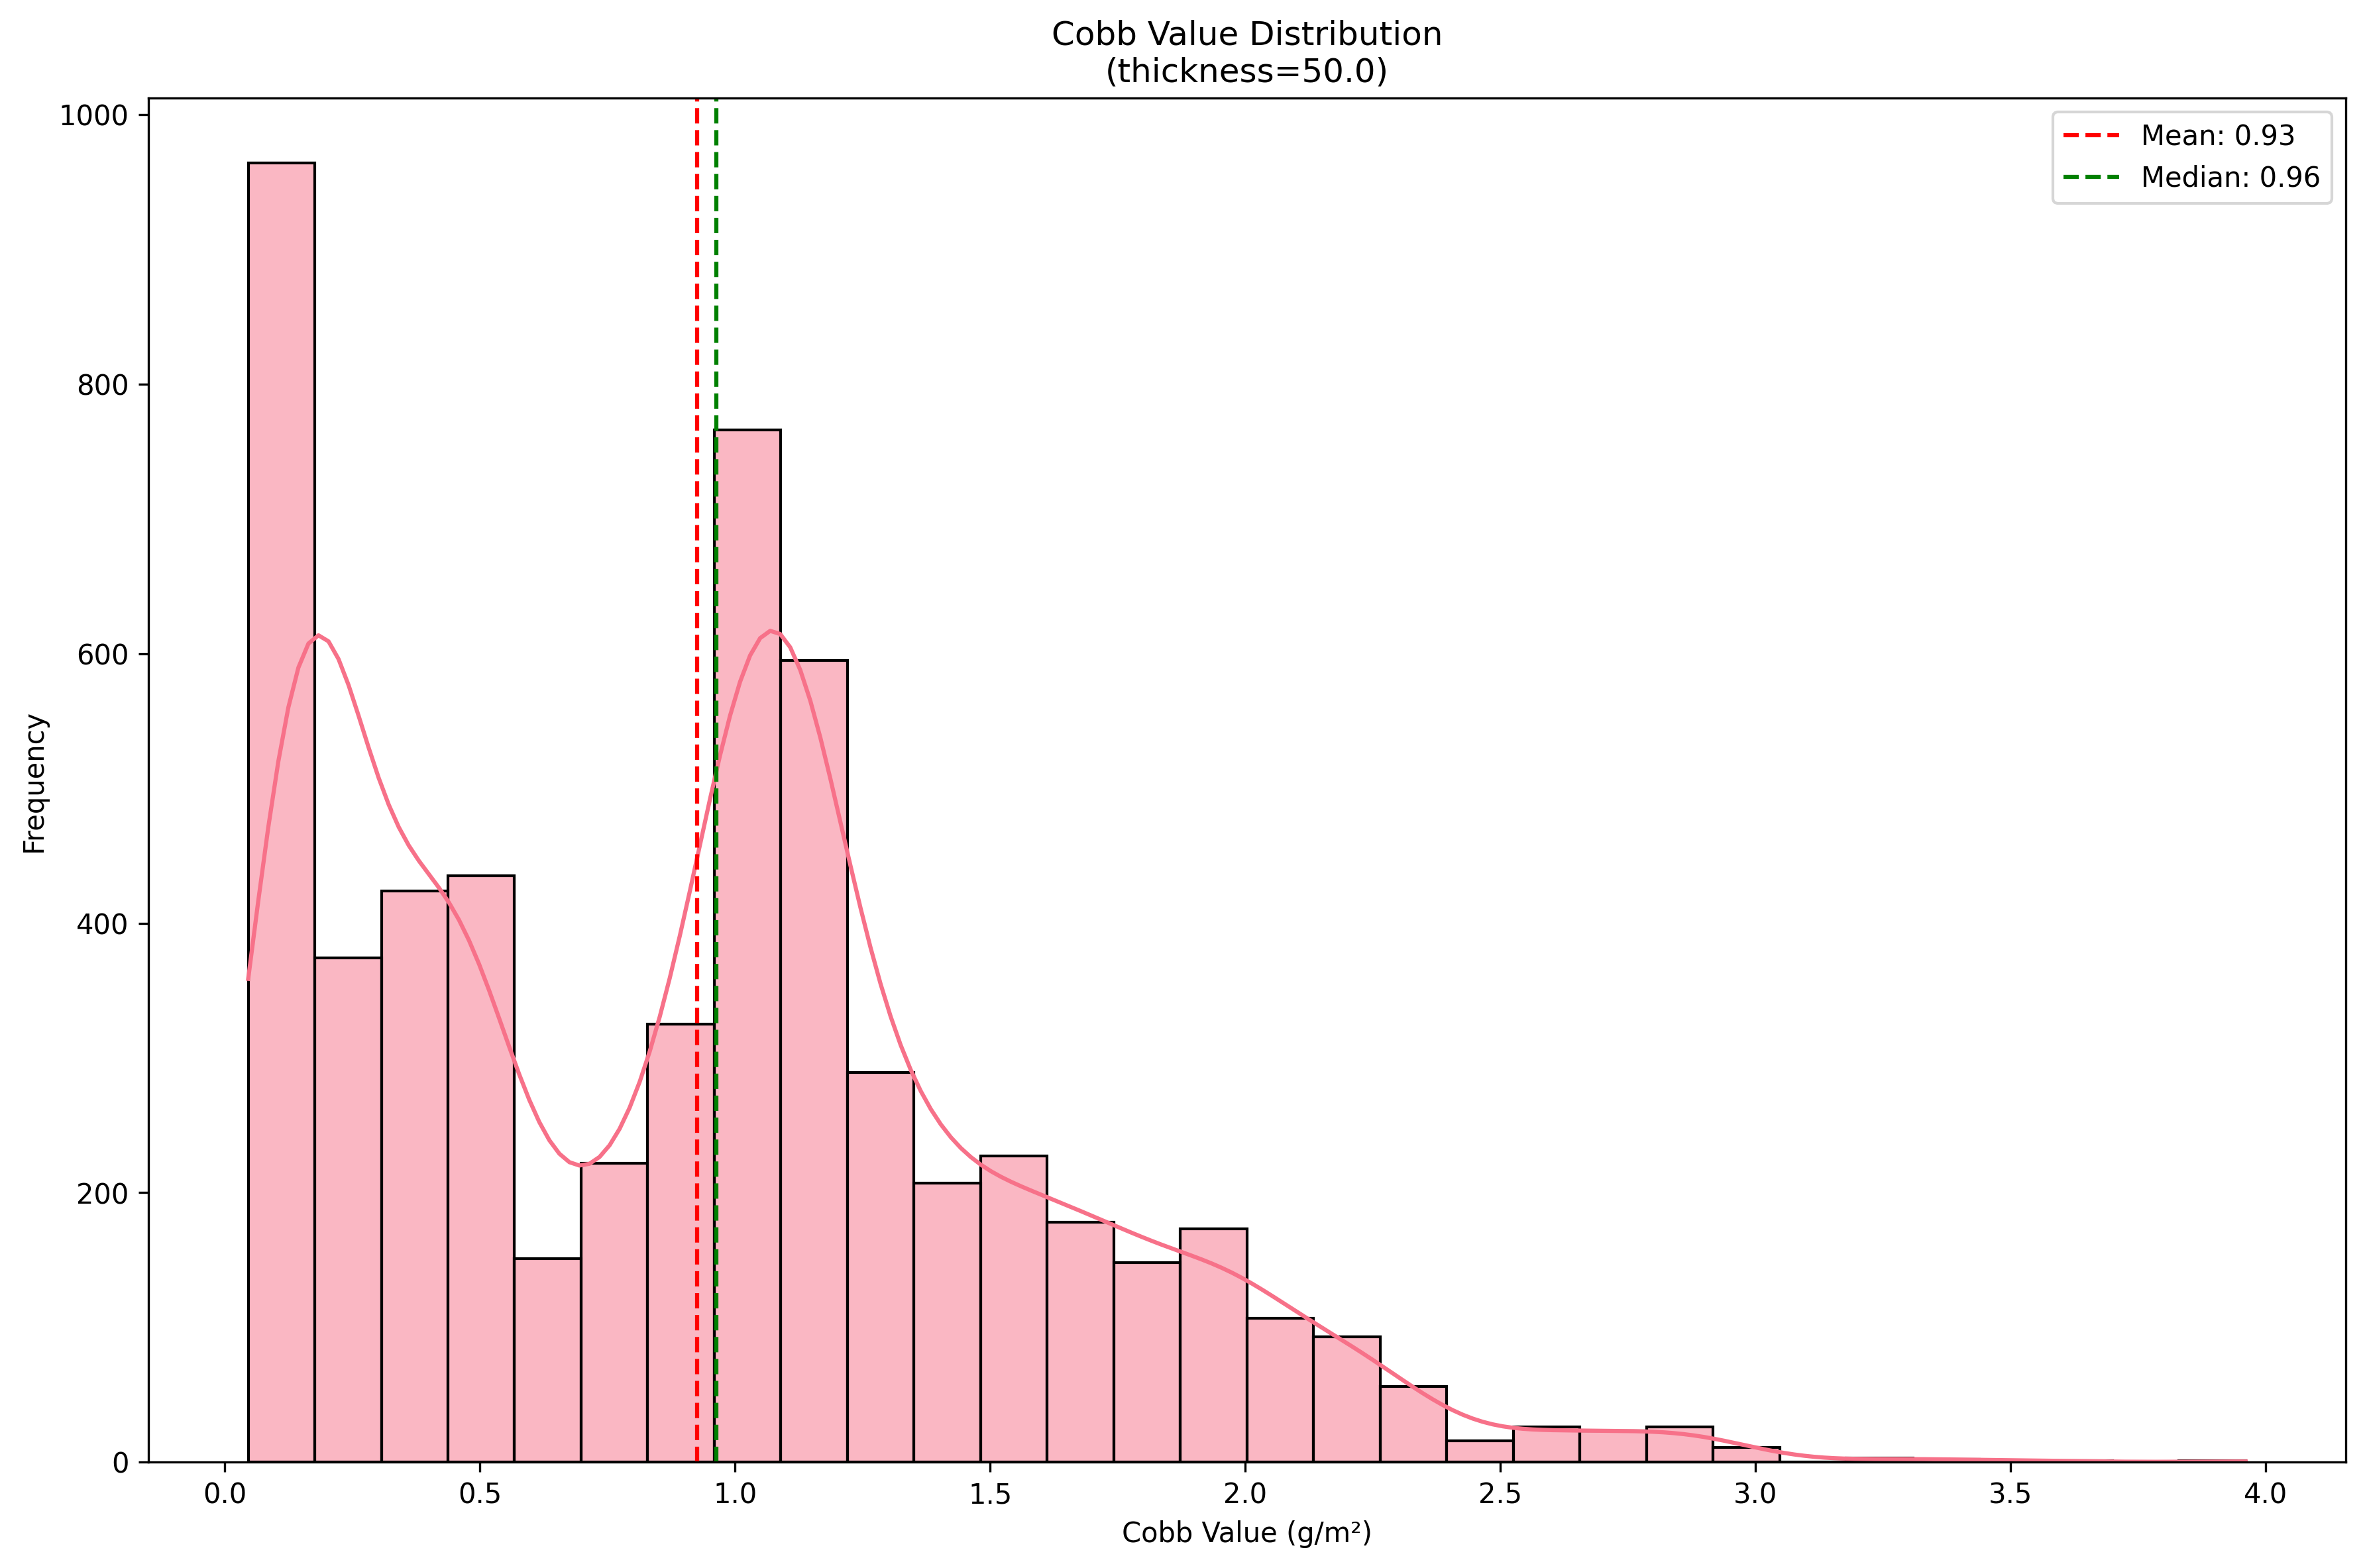 Cobb Value Distribution
(thickness=50.0)
Mean: 0.93
Median: 0.96
Frequency
1000
800
600
400
200
0
0.0 0.5 1.0 1.5 2.0 2.5 3.0 3.5 4.0
Cobb Value (g/m²)